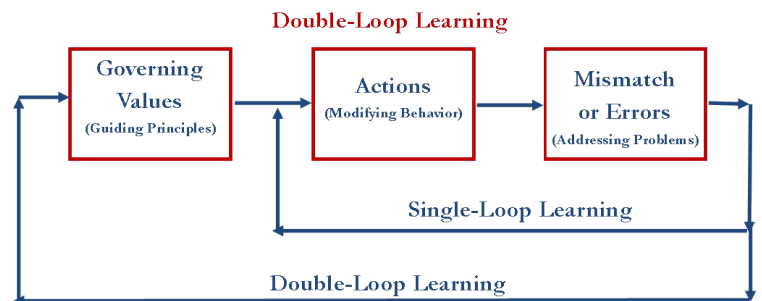 Double-Loop Learning
Governing
Values
(Guiding Principles)
Actions
(Modifying Behavior)
Mismatch
or Errors
(Addressing Problems)
Single-Loop Learning
Double-Loop Learning